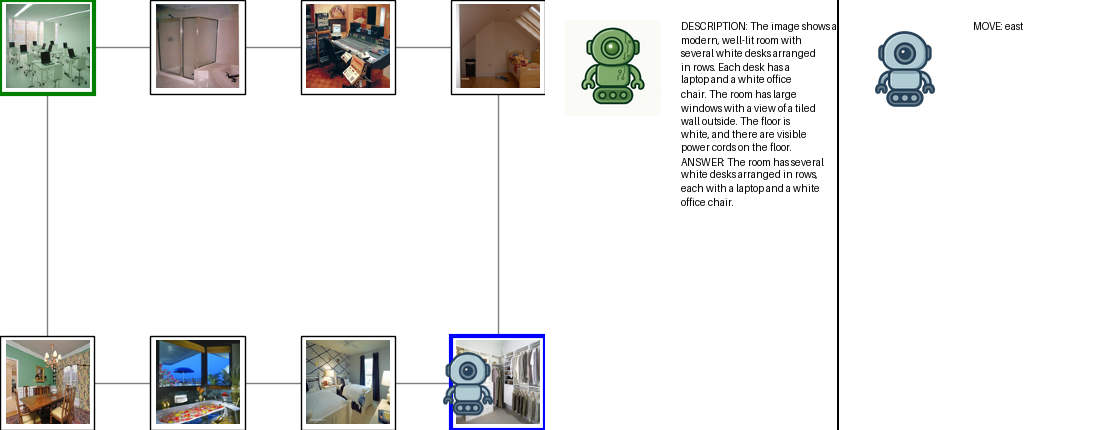 DESCRIPTION: The image shows a
modern, well-lit room with
several white desks arranged
in rows. Each desk has a
laptop and a white office
chair. The room has large
windows with a view of a tiled
wall outside. The floor is
white, and there are visible
power cords on the floor.
ANSWER: The room has several
white desks arranged in rows,
each with a laptop and a white
office chair.
MOVE: east